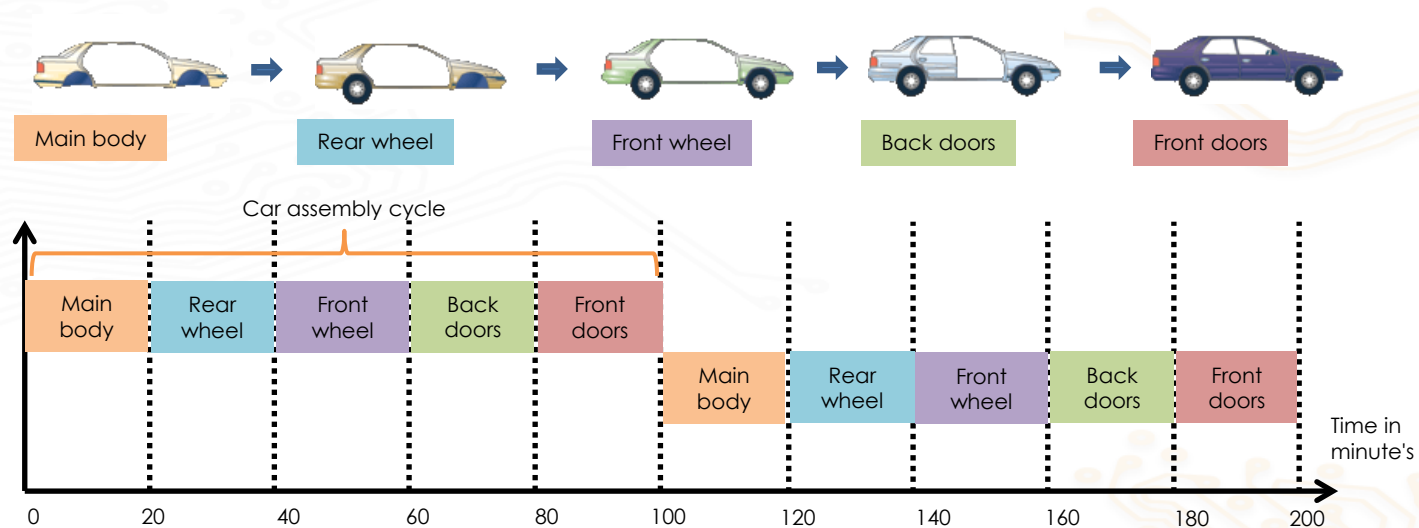 Main body
Rear wheel
Front wheel
Back doors
Front doors
Car assembly cycle
Main
body
Rear
wheel
Front
wheel
Back
doors
Front
doors
Main
body
Rear
wheel
Front
wheel
Back
doors
Front
doors
Time in
minute's
0 20 40 60 80 100 120 140 160 180 200